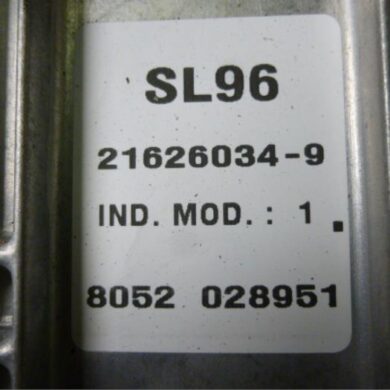 SL96
21626034-9
IND. MOD. : 1 .
8052 028951